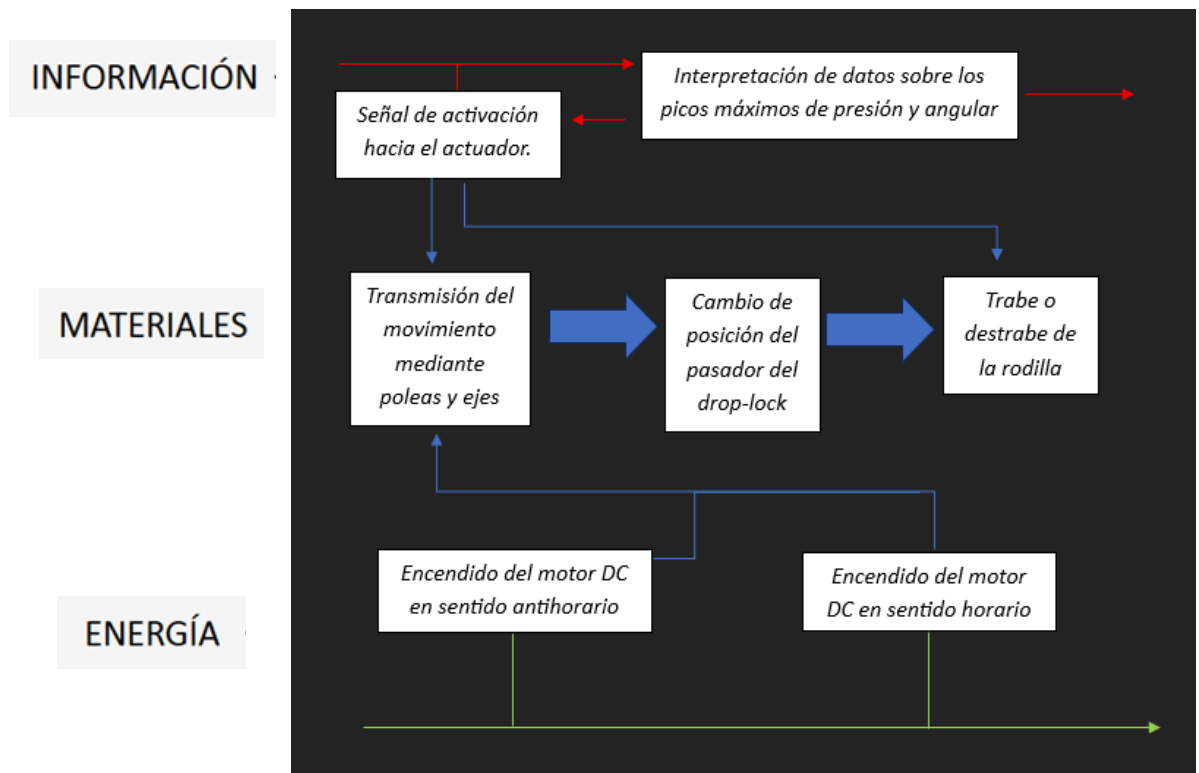 INFORMACIÓN
Interpretación de datos sobre los
picos máximos de presión y angular
Señal de activación
hacia el actuador.
MATERIALES
Transmisión del
movimiento
mediante
poleas y ejes
Cambio de
posición del
pasador del
drop-lock
Trabe o
destrabe de
la rodilla
ENERGÍA
Encendido del motor DC
en sentido antihorario
Encendido del motor
DC en sentido horario